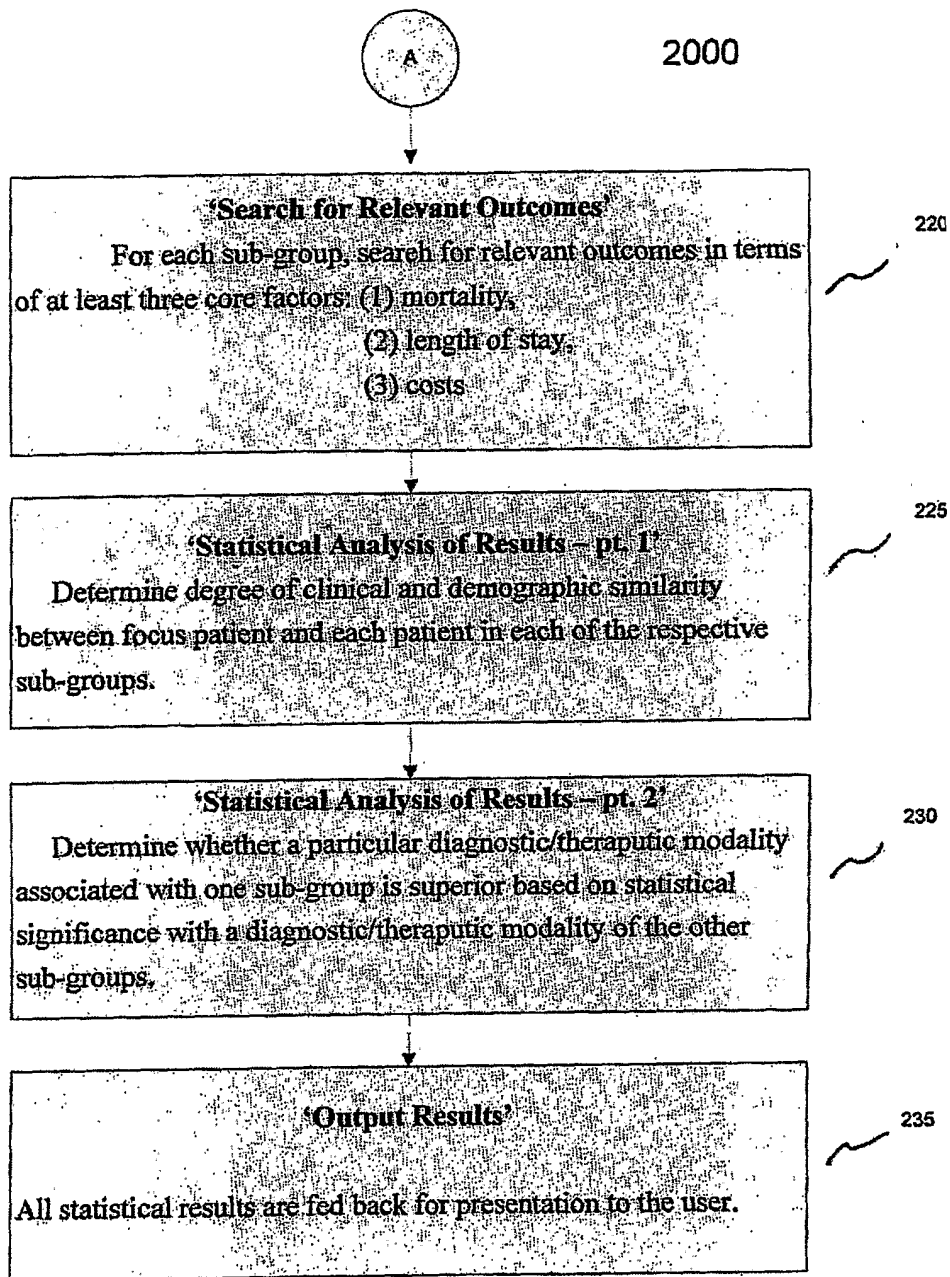 A
2000
'Search for Relevant Outcomes'
For each sub-group, search for relevant outcomes in terms
of at least three core factors: (1) mortality,
(2) length of stay,
(3) costs
220
'Statistical Analysis of Results – pt. 1'
Determine degree of clinical and demographic similarity
between focus patient and each patient in each of the respective
sub-groups.
225
'Statistical Analysis of Results – pt. 2'
Determine whether a particular diagnostic/theraputic modality
associated with one sub-group is superior based on statistical
significance with a diagnostic/theraputic modality of the other
sub-groups.
230
'Output Results'
All statistical results are fed back for presentation to the user.
235